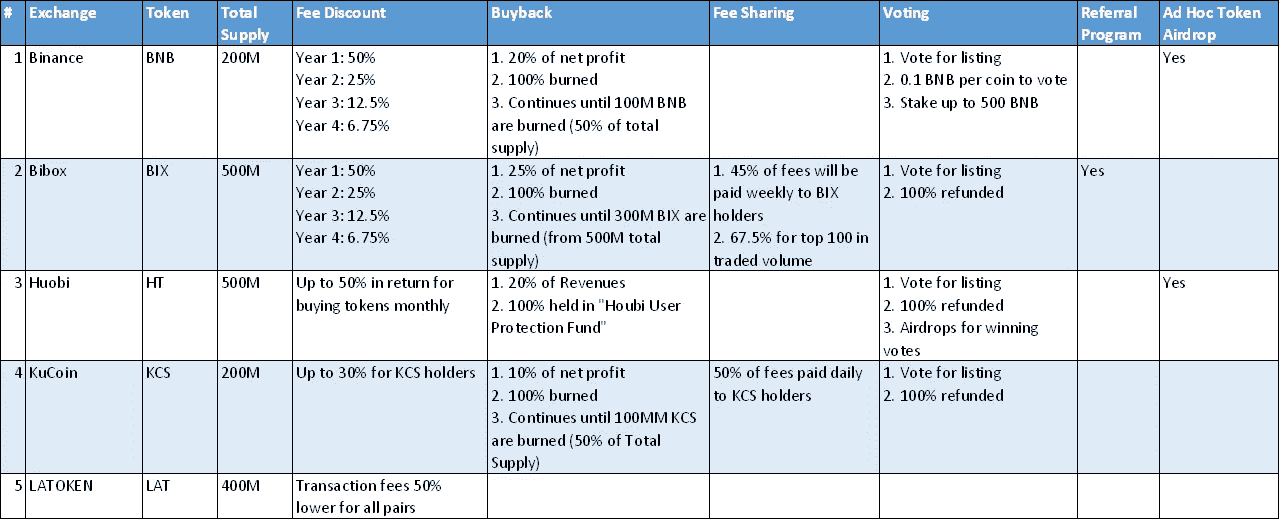 # Exchange Token Total Supply Fee Discount Buyback Fee Sharing Voting Referral Program Ad Hoc Token Airdrop
1 Binance BNB 200M
Year 1: 50%
Year 2: 25%
Year 3: 12.5%
Year 4: 6.75%
1. 20% of net profit
2. 100% burned
3. Continues until 100M BNB
are burned (50% of total
supply)
1. Vote for listing
2. 0.1 BNB per coin to vote
3. Stake up to 500 BNB
Yes
2 Bibox BIX 500M
Year 1: 50%
Year 2: 25%
Year 3: 12.5%
Year 4: 6.75%
1. 25% of net profit
2. 100% burned
3. Continues until 300M BIX are
burned (from 500M total
supply)
1. 45% of fees will be
paid weekly to BIX
holders
2. 67.5% for top 100 in
traded volume
1. Vote for listing
2. 100% refunded
Yes
3 Huobi HT 500M
Up to 50% in return for
buying tokens monthly
1. 20% of Revenues
2. 100% held in "Houbi User
Protection Fund"
1. Vote for listing
2. 100% refunded
3. Airdrops for winning
votes
Yes
4 KuCoin KCS 200M
Up to 30% for KCS holders
1. 10% of net profit
2. 100% burned
3. Continues until 100MM KCS
are burned (50% of Total
Supply)
50% of fees paid daily
to KCS holders
1. Vote for listing
2. 100% refunded
5 LATOKEN LAT 400M
Transaction fees 50%
lower for all pairs